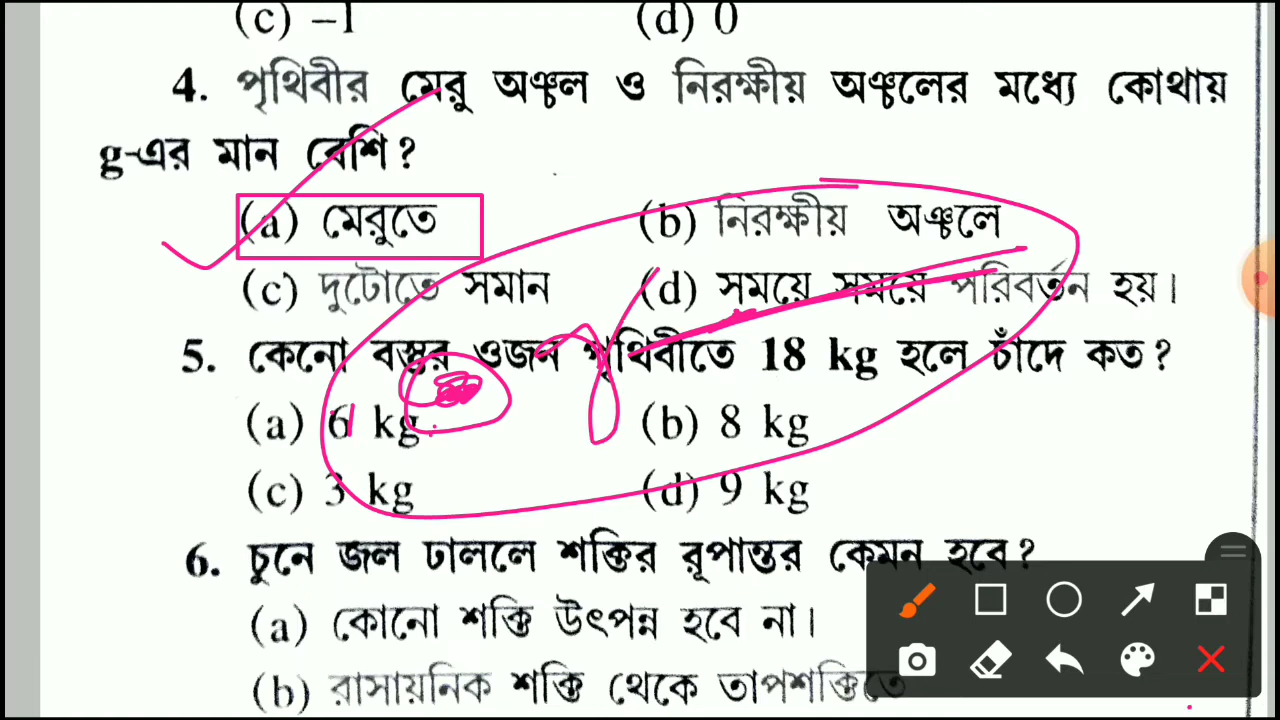 (c) –1 (d) 0
4. পৃথিবীর মেরু অঞ্চল ও নিরক্ষীয় অঞ্চলের মধ্যে কোথায়
g-এর মান বেশি?
(a) মেরুতে (b) নিরক্ষীয় অঞ্চলে
(c) দুটোতে সমান (d) সময়ে সময়ে পরিবর্তন হয়।
5. কেনো বস্তুর ওজন পৃথিবীতে 18 kg হলে চাঁদে কত?
(a) 6 kg (b) 8 kg
(c) 3 kg (d) 9 kg
6. চুনে জল ঢাললে শক্তির রূপান্তর কেমন হবে?
(a) কোনো শক্তি উৎপন্ন হবে না।
(b) রাসায়নিক শক্তি থেকে তাপশক্তিতে